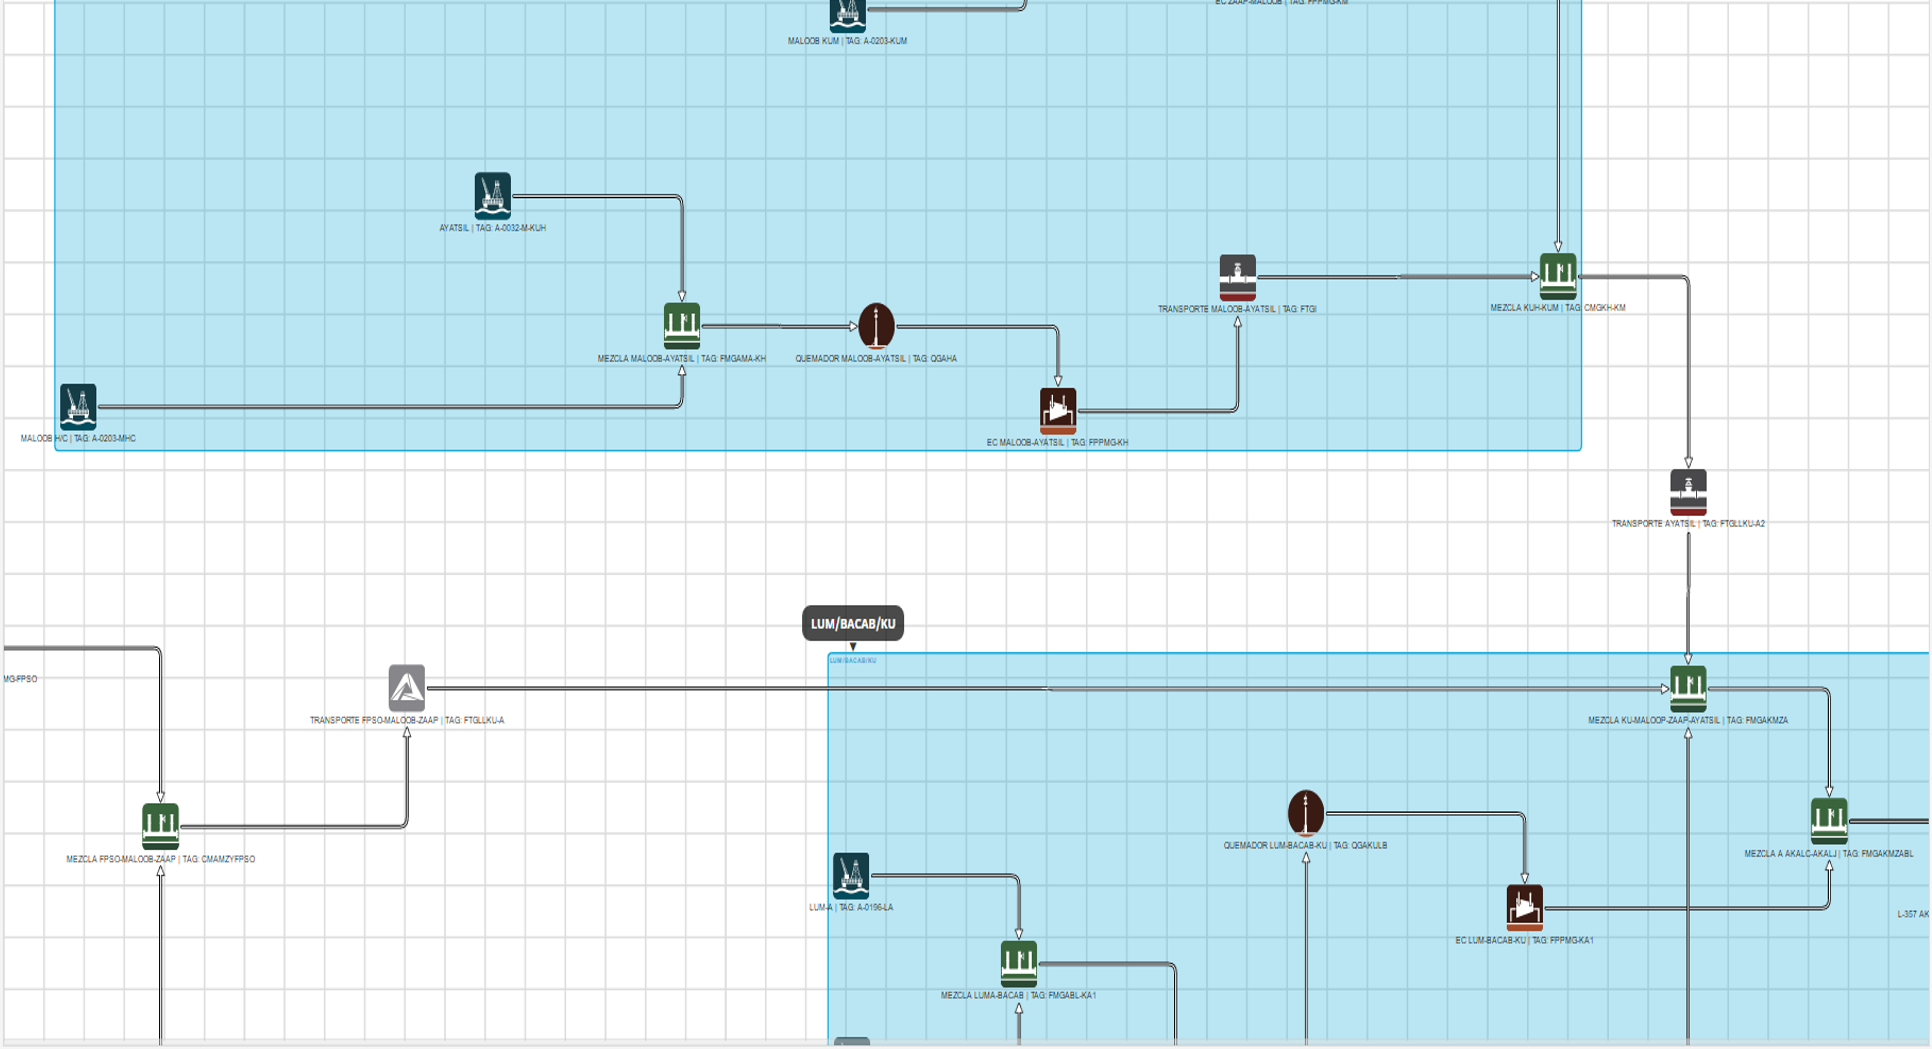 EC ZAAP-MALOOB | TAG: FPPMG-KM
MALOOB KUM | TAG: A-0203-KUM
AYATSIL | TAG: A-0032-M-KUH
TRANSPORTE MALOOB-AYATSIL | TAG: FTGI
MEZCLA KUH-KUM | TAG: CMGKH-KM
MEZCLA MALOOB-AYATSIL | TAG: FMGAMA-KH
QUEMADOR MALOOB-AYATSIL | TAG: QGAHA
MALOOB H/C | TAG: A-0203-MHC
EC MALOOB-AYATSIL | TAG: FPPMG-KH
TRANSPORTE AYATSIL | TAG: FTGLLKU-A2
LUM/BACAB/KU
LUM/BACAB/KU
MG-FPSO
TRANSPORTE FPSO-MALOOB-ZAAP | TAG: FTGLLKU-A
MEZCLA KU-MALOOP-ZAAP-AYATSIL | TAG: FMGAKMZA
QUEMADOR LUM-BACAB-KU | TAG: QGAKULB
MEZCLA A AKALC-AKALJ | TAG: FMGAKMZABL
MEZCLA FPSO-MALOOB-ZAAP | TAG: CMAMZYFPSO
LUM-A | TAG: A-0196-LA
L-357 AK
EC LUM-BACAB-KU | TAG: FPPMG-KA1
MEZCLA LUMA-BACAB | TAG: FMGABL-KA1